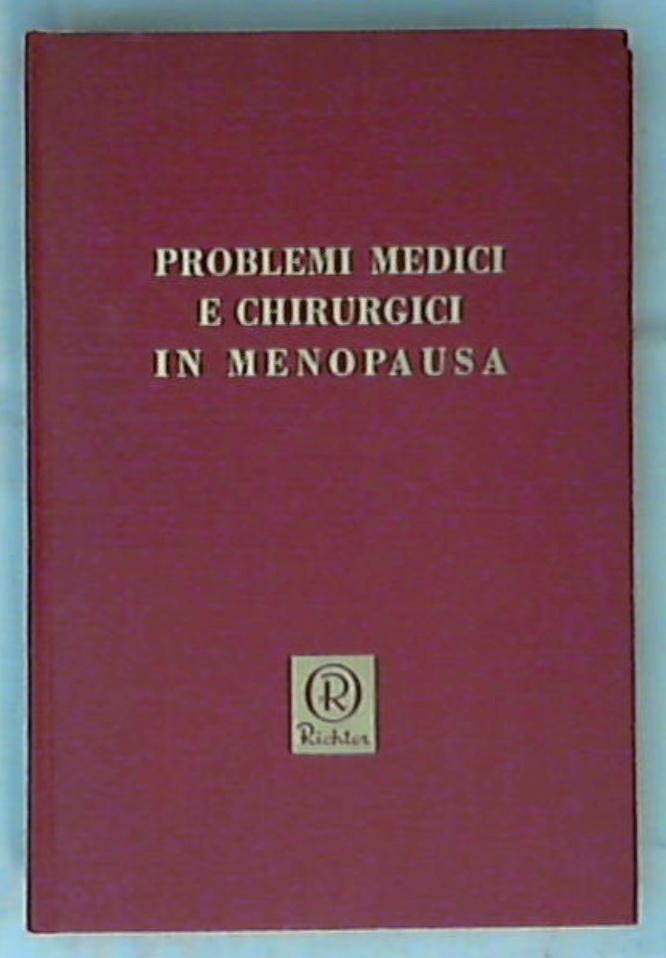 PROBLEMI MEDICI
E CHIRURGICI
IN MENOPAUSA
R
Richter